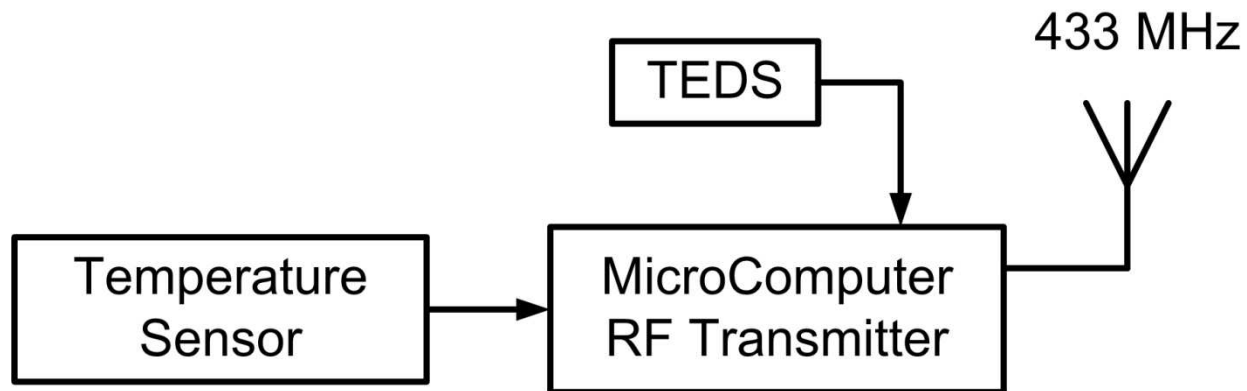 433 MHz
TEDS
Temperature
Sensor
MicroComputer
RF Transmitter